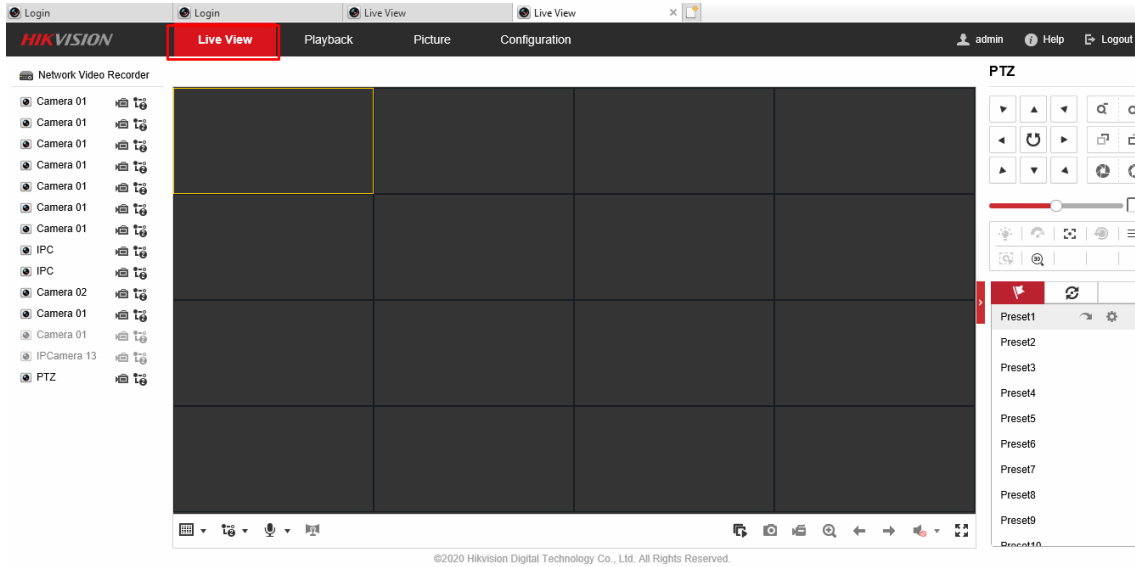 Login Login Live View Live View
HIKVISION Live View Playback Picture Configuration admin Help Logout
Network Video Recorder
PTZ
Camera 01
Camera 01
Camera 01
Camera 01
Camera 01
Camera 01
Camera 01
IPC
IPC
Camera 02
Camera 01
Camera 01
IPCamera 13
PTZ
Preset1
Preset2
Preset3
Preset4
Preset5
Preset6
Preset7
Preset8
Preset9
Preset10
©2020 Hikvision Digital Technology Co., Ltd. All Rights Reserved.